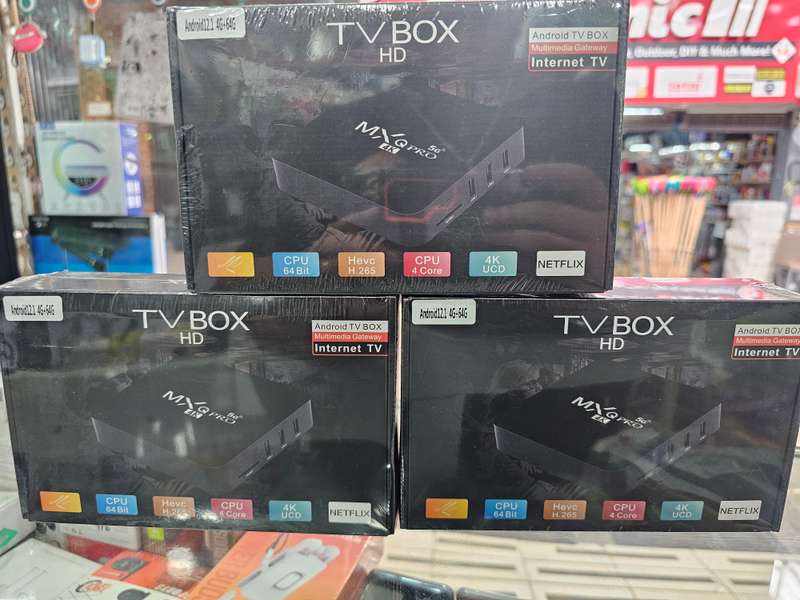 Android12.1 4G+64G
TV BOX
HD
Android TV BOX
Multimedia Gateway
Internet TV
MXQ PRO 5G
4K
CPU
64 Bit
Hevc
H.265
CPU
4 Core
4K
UCD
NETFLIX
Outdoor, DIY & Much More!
Android12.1 4G+64G
TV BOX
HD
Android TV BOX
Multimedia Gateway
Internet TV
MXQ PRO 5G
4K
CPU
64 Bit
Hevc
H.265
CPU
4 Core
4K
UCD
NETFLIX
Android12.1 4G+64G
TV BOX
HD
Android TV BOX
Multimedia Gateway
Internet TV
MXQ PRO 5G
4K
CPU
64 Bit
Hevc
H.265
CPU
4 Core
4K
UCD
NETFLIX